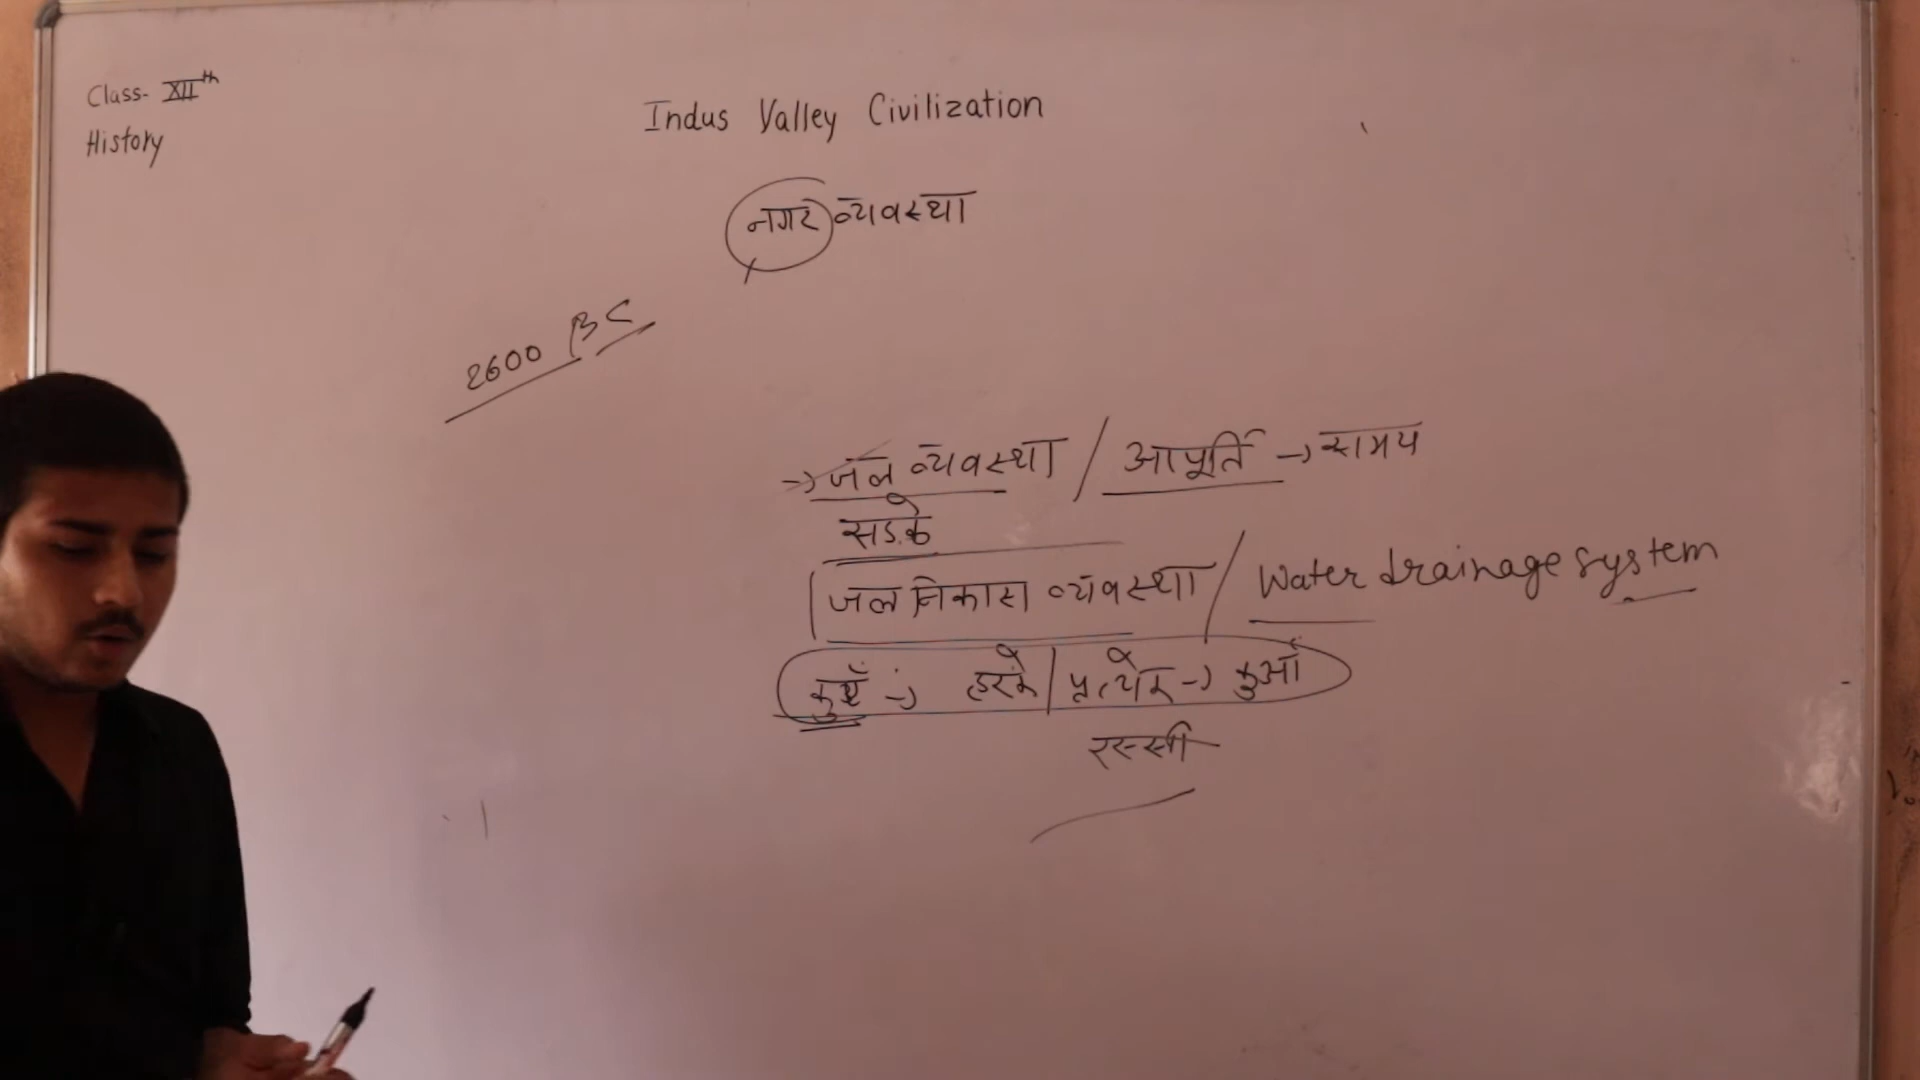 Class- XIIth
History
Indus Valley Civilization
नगर व्यवस्था
2600 BC
→ जल व्यवस्था / आपूर्ति → समय
सड़के
जल निकास व्यवस्था / Water drainage system
कुएँ → हरके / प्रत्येक → कुआँ
रस्सी